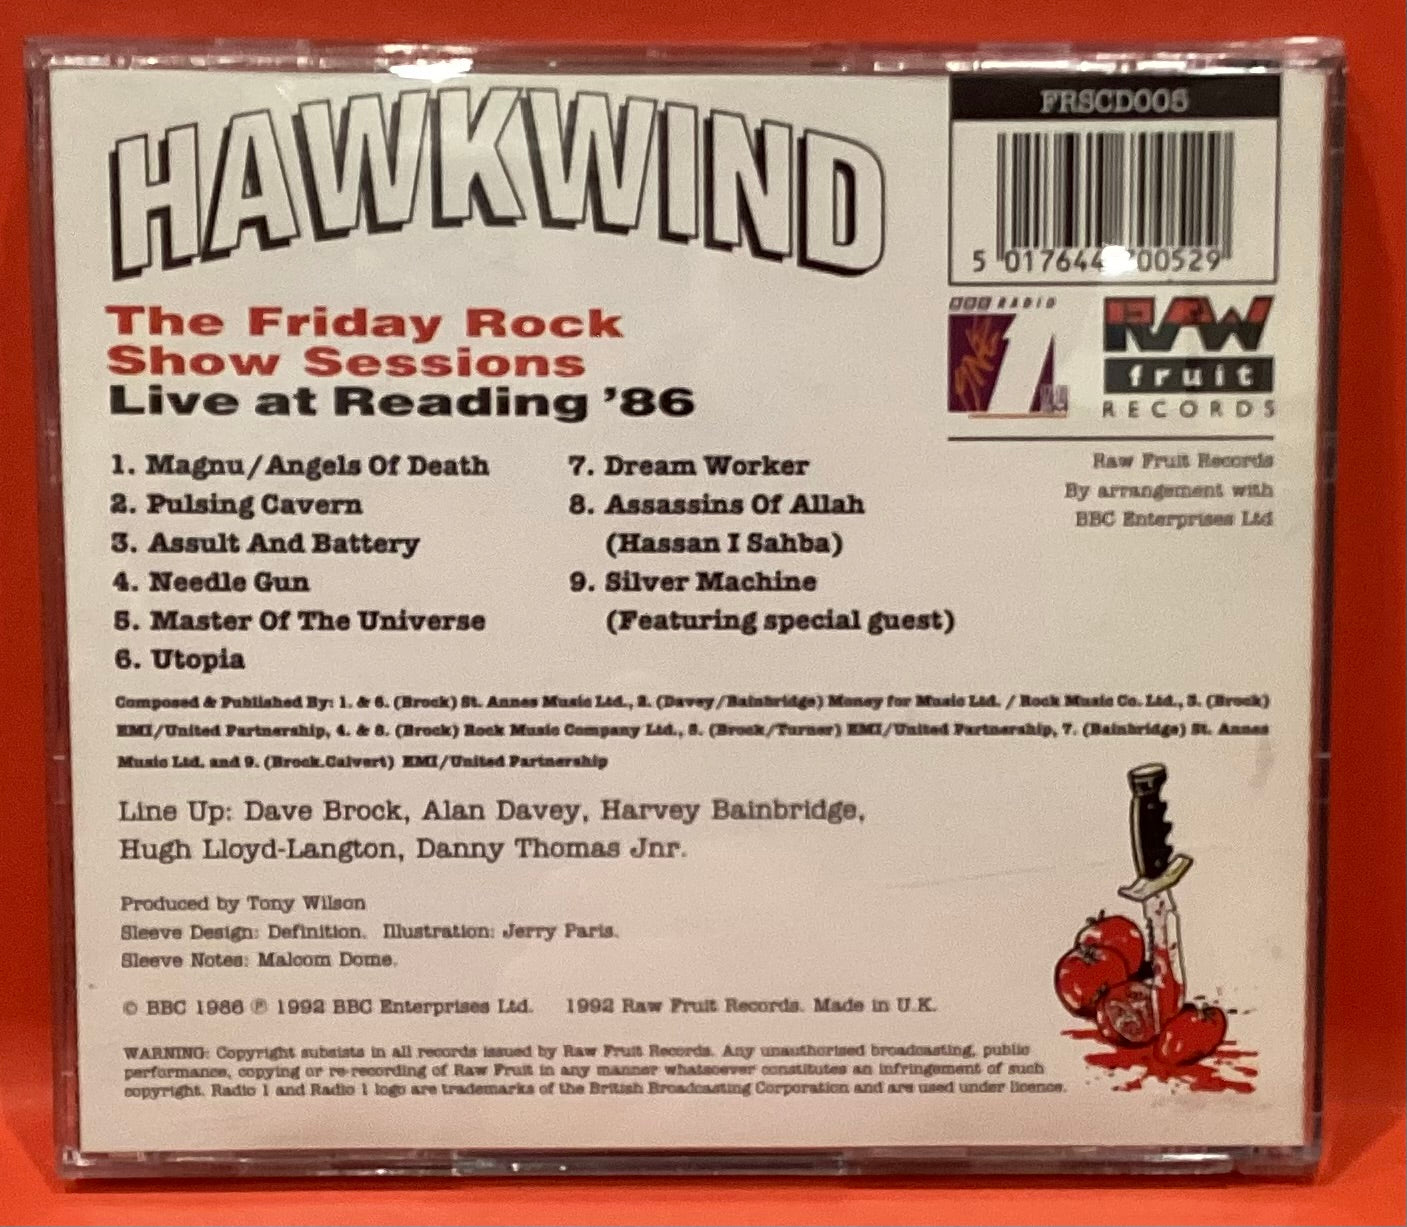 HAWKWIND
The Friday Rock
Show Sessions
Live at Reading '86
1. Magnu/Angels Of Death
2. Pulsing Cavern
3. Assult And Battery
4. Needle Gun
5. Master Of The Universe
6. Utopia
7. Dream Worker
8. Assassins Of Allah
(Hassan I Sahba)
9. Silver Machine
(Featuring special guest)
FRSCD005
5 017644 00529
BBC RADIO
1
RAW
fruit
RECORDS
Raw Fruit Records
By arrangement with
BBC Enterprises Ltd
Composed & Published By: 1. & 6. (Brock) St. Annes Music Ltd., 2. (Davey/Bainbridge) Money for Music Ltd. / Rock Music Co. Ltd., 3. (Brock)
EMI/United Partnership, 4. & 8. (Brock) Rock Music Company Ltd., 5. (Brock/Turner) EMI/United Partnership, 7. (Bainbridge) St. Annes
Music Ltd. and 9. (Brock.Calvert) EMI/United Partnership
Line Up: Dave Brock, Alan Davey, Harvey Bainbridge,
Hugh Lloyd-Langton, Danny Thomas Jnr.
Produced by Tony Wilson
Sleeve Design: Definition. Illustration: Jerry Paris.
Sleeve Notes: Malcom Dome.
© BBC 1986 ℗ 1992 BBC Enterprises Ltd. 1992 Raw Fruit Records. Made in U.K.
WARNING: Copyright subsists in all records issued by Raw Fruit Records. Any unauthorised broadcasting, public
performance, copying or re-recording of Raw Fruit in any manner whatsoever constitutes an infringement of such
copyright. Radio 1 and Radio 1 logo are trademarks of the British Broadcasting Corporation and are used under licence.